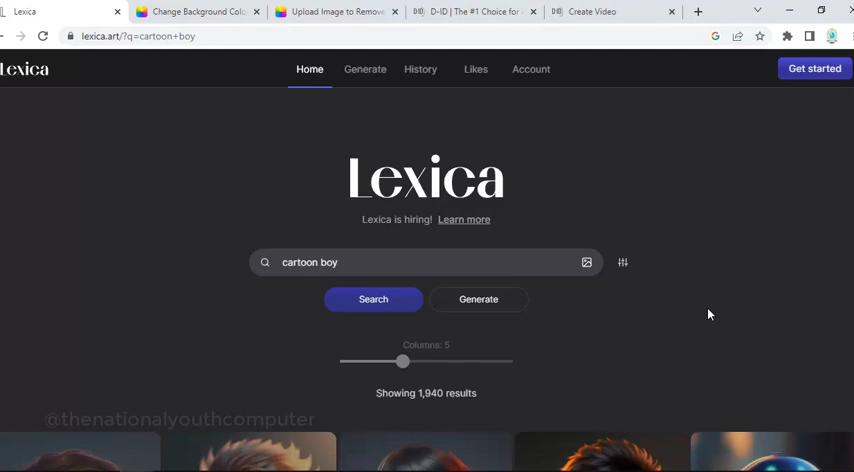 Lexica
Change Background Colo
Upload Image to Remove
D-ID | The #1 Choice for
Create Video
lexica.art/?q=cartoon+boy
Lexica
Home
Generate
History
Likes
Account
Get started
Lexica
Lexica is hiring! Learn more
cartoon boy
Search
Generate
Columns: 5
Showing 1,940 results
@thenationalyouthcomputer